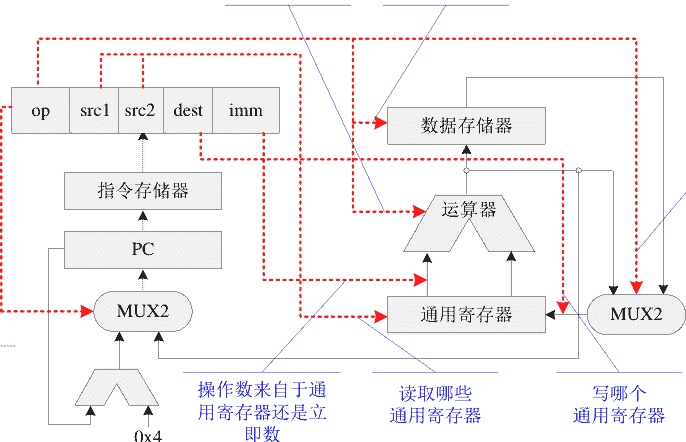 op src1 src2 dest imm
数据存储器
指令存储器
运算器
PC
MUX2
通用寄存器
MUX2
操作数来自于通
用寄存器还是立
即数
读取哪些
通用寄存器
写哪个
通用寄存器
0x4